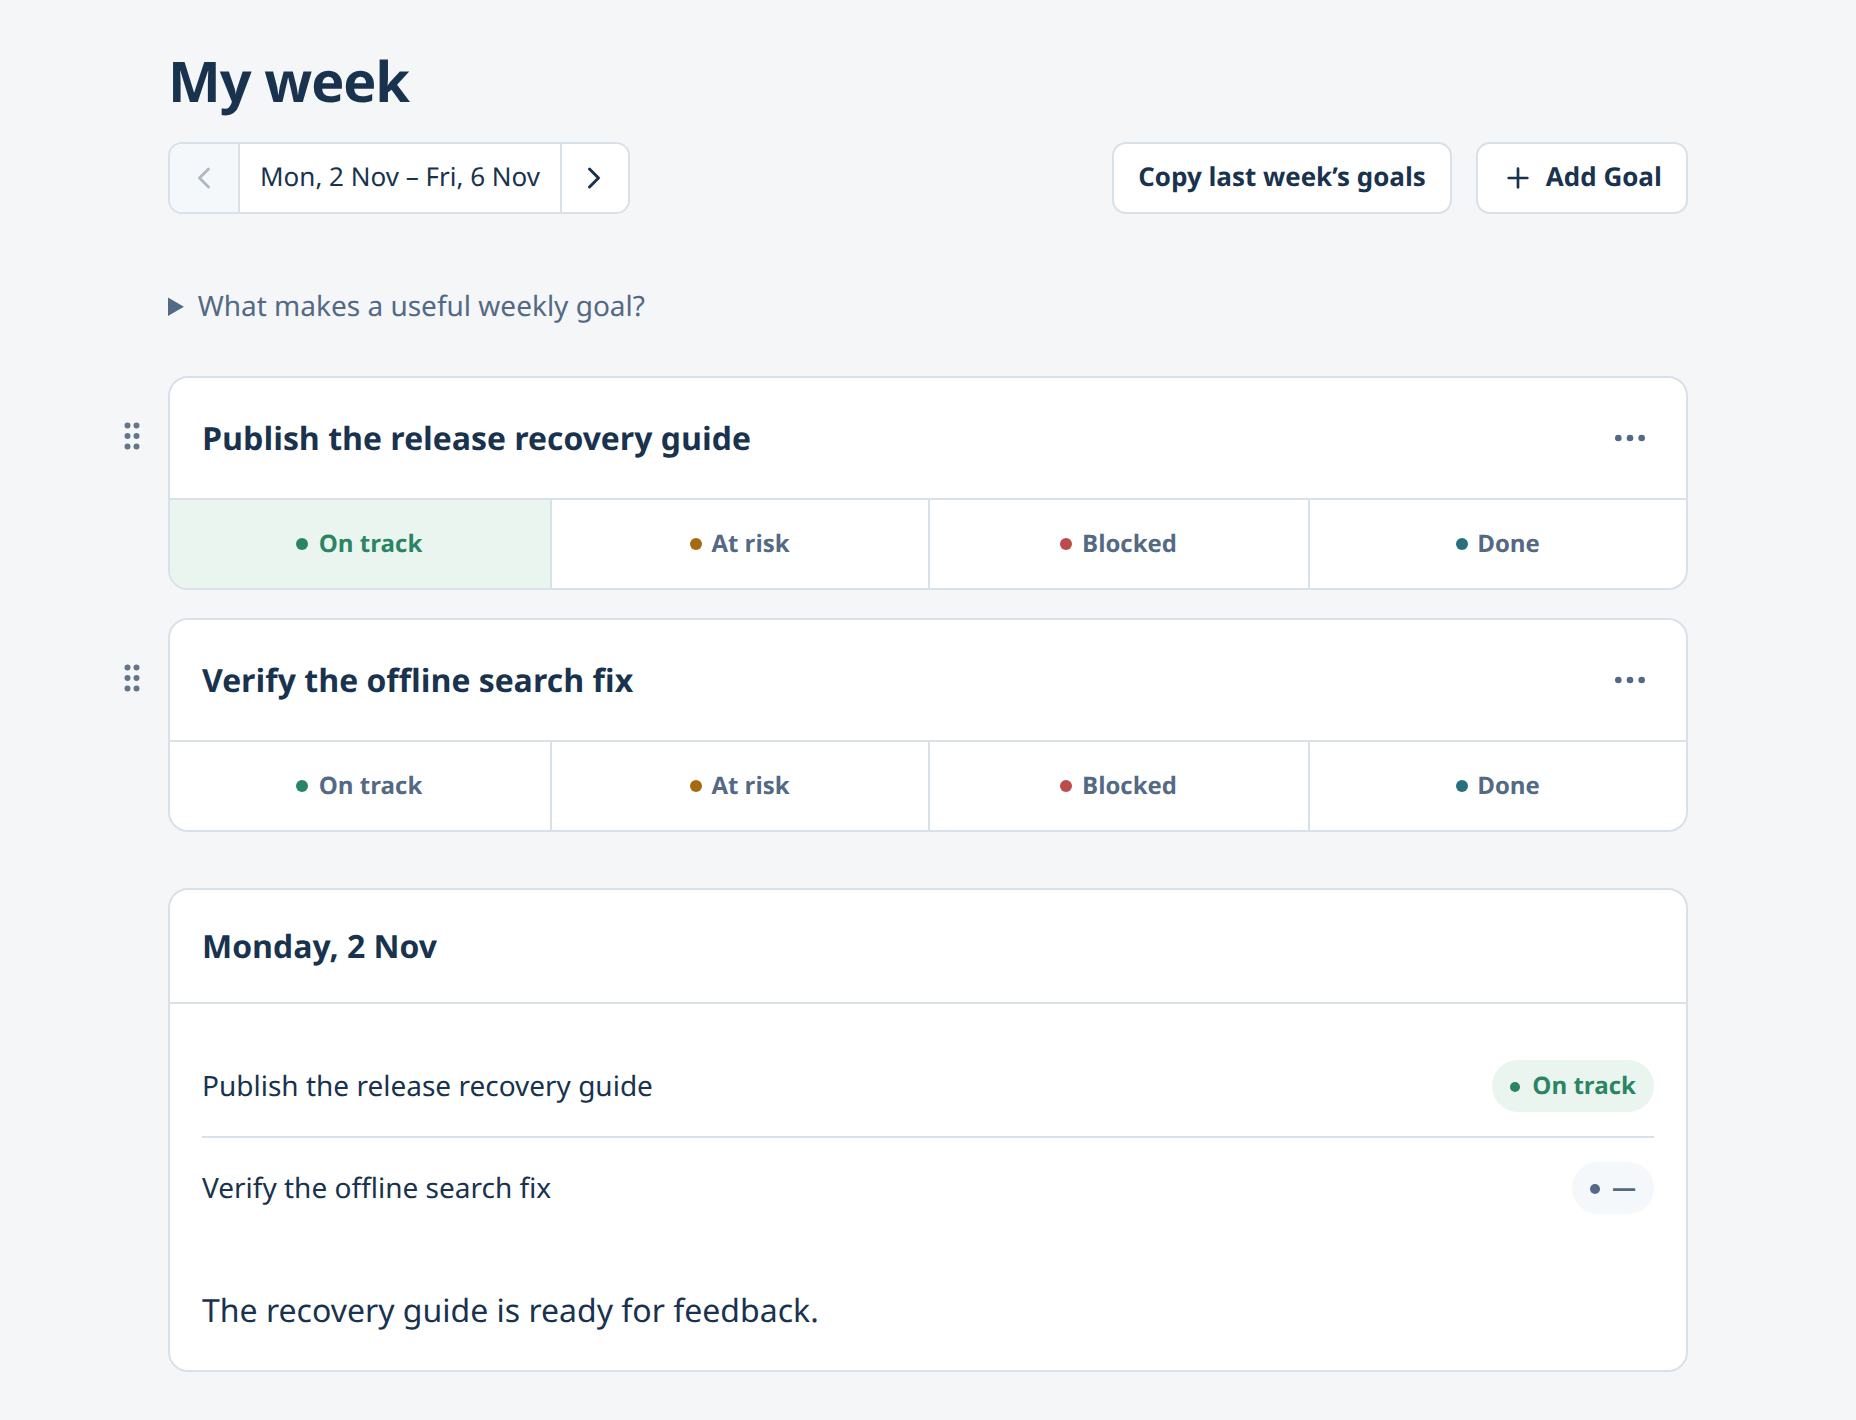 My week
Mon, 2 Nov – Fri, 6 Nov
Copy last week’s goals
Add Goal
What makes a useful weekly goal?
Publish the release recovery guide
On track
At risk
Blocked
Done
Verify the offline search fix
On track
At risk
Blocked
Done
Monday, 2 Nov
Publish the release recovery guide
On track
Verify the offline search fix
—
The recovery guide is ready for feedback.